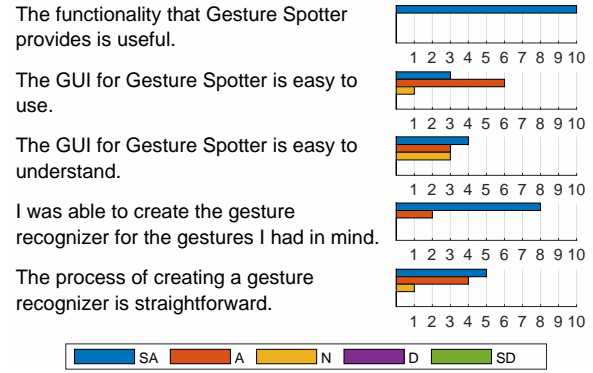 The functionality that Gesture Spotter
provides is useful.
1 2 3 4 5 6 7 8 9 10
The GUI for Gesture Spotter is easy to
use.
1 2 3 4 5 6 7 8 9 10
The GUI for Gesture Spotter is easy to
understand.
1 2 3 4 5 6 7 8 9 10
I was able to create the gesture
recognizer for the gestures I had in mind.
1 2 3 4 5 6 7 8 9 10
The process of creating a gesture
recognizer is straightforward.
1 2 3 4 5 6 7 8 9 10
SA A N D SD